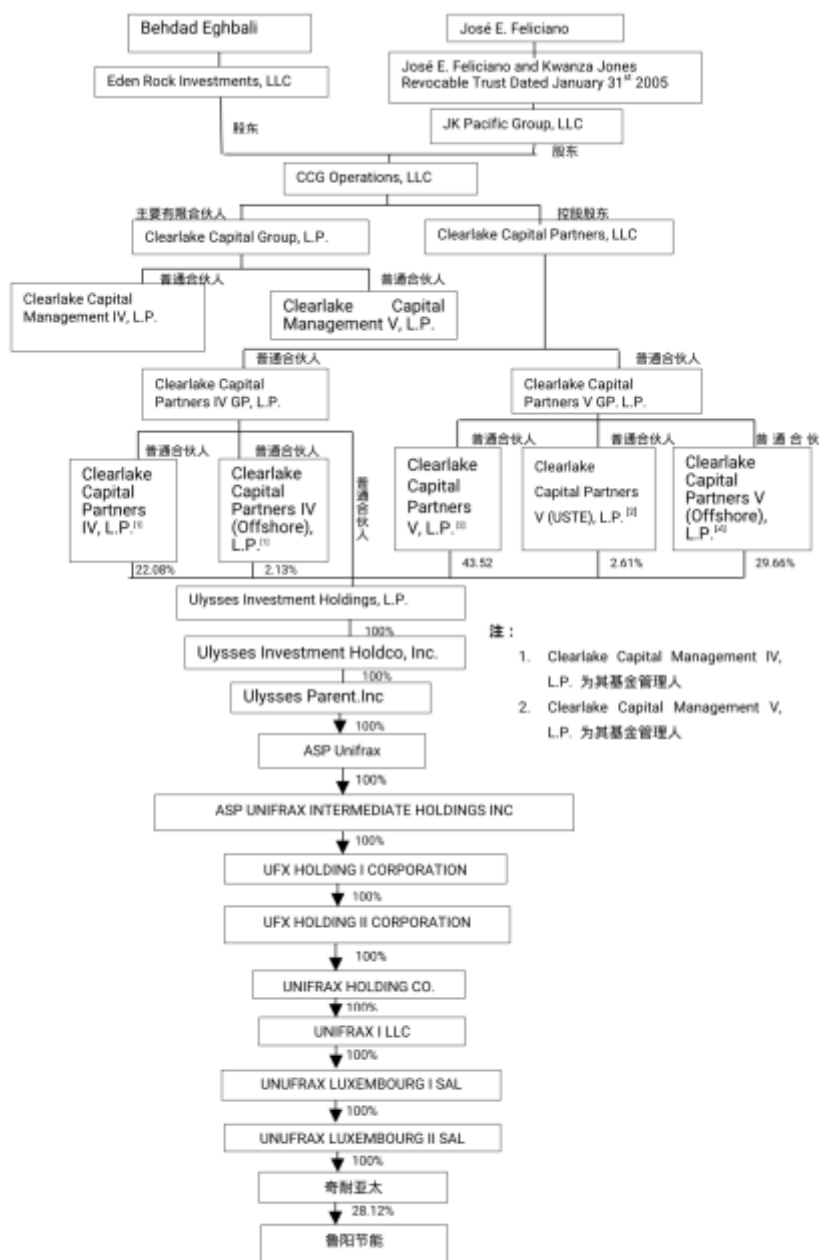 Behdad Eghbali
José E. Feliciano
Eden Rock Investments, LLC
José E. Feliciano and Kwanza Jones
Revocable Trust Dated January 31st 2005
JK Pacific Group, LLC
股东
股东
CCG Operations, LLC
主要有限合伙人
控股股东
Clearlake Capital Group, L.P.
Clearlake Capital Partners, LLC
普通合伙人
普通合伙人
Clearlake Capital
Management IV, L.P.
Clearlake Capital
Management V, L.P.
普通合伙人
普通合伙人
Clearlake Capital
Partners IV GP, L.P.
Clearlake Capital
Partners V GP. L.P.
普通合伙人
普通合伙人
普通合伙人
普通合伙人
普通合伙人
普通合伙
Clearlake
Capital
Partners
IV, L.P.[1]
Clearlake
Capital
Partners IV
(Offshore),
L.P.[1]
Clearlake
Capital
Partners
V, L.P.[2]
Clearlake
Capital Partners
V (USTE), L.P.[2]
Clearlake
Capital
Partners V
(Offshore),
L.P.
22.08%
2.13%
43.52
2.61%
29.66%
Ulysses Investment Holdings, L.P.
100%
Ulysses Investment Holdco, Inc.
100%
Ulysses Parent.Inc
100%
ASP Unifrax
100%
ASP UNIFRAX INTERMEDIATE HOLDINGS INC
100%
UFX HOLDING I CORPORATION
100%
UFX HOLDING II CORPORATION
100%
UNIFRAX HOLDING CO.
100%
UNIFRAX I LLC
100%
UNUFRAX LUXEMBOURG I SAL
100%
UNUFRAX LUXEMBOURG II SAL
100%
奇耐亚太
28.12%
鲁阳节能
注：
1. Clearlake Capital Management IV,
L.P. 为其基金管理人
2. Clearlake Capital Management V,
L.P. 为其基金管理人